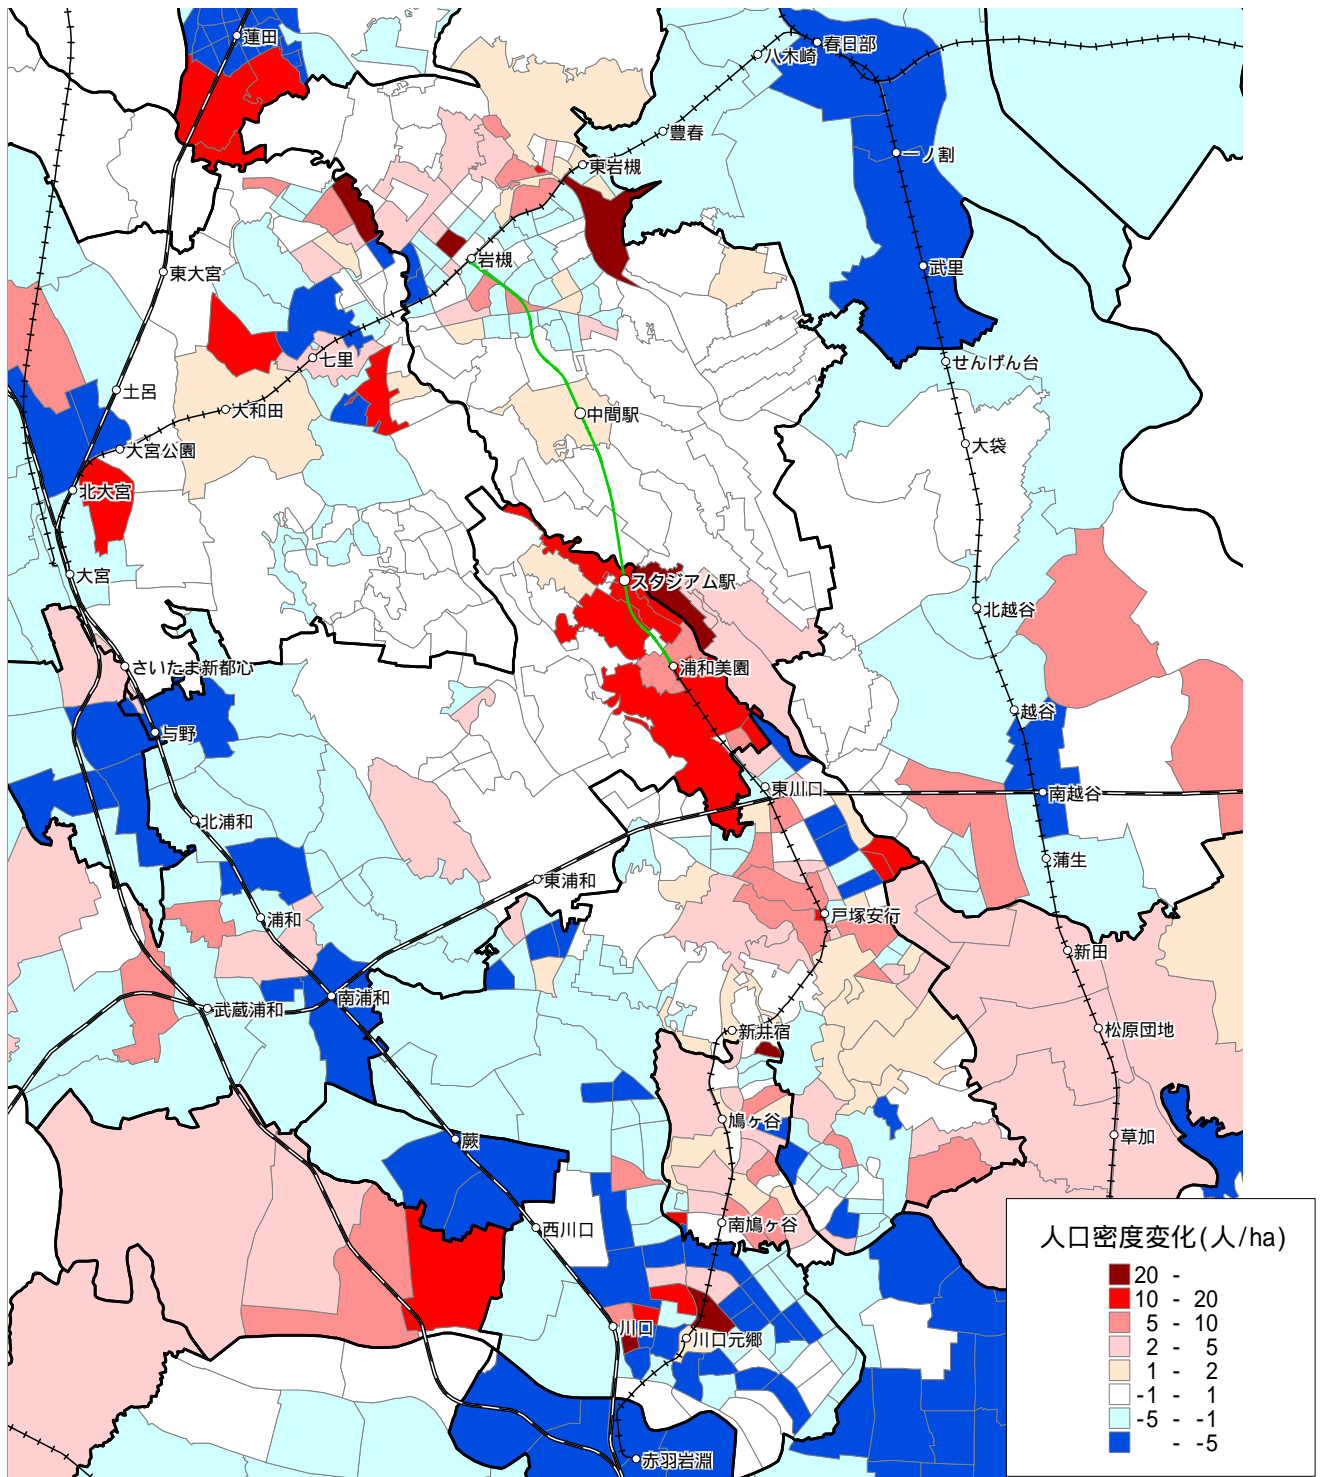 蓮田
春日部
八木崎
豊春
一ノ割
東岩槻
岩槻
武里
東大宮
七里
せんげん台
土呂
大和田
中間駅
大袋
大宮公園
北大宮
大宮
スタジアム駅
北越谷
さいたま新都心
浦和美園
越谷
与野
東川口
南越谷
北浦和
蒲生
東浦和
浦和
戸塚安行
新田
南浦和
武蔵浦和
新井宿
松原団地
鳩ヶ谷
草加
蕨
南鳩ヶ谷
西川口
川口
川口元郷
赤羽岩淵
人口密度変化(人/ha)
20 -
10 - 20
5 - 10
2 - 5
1 - 2
-1 - 1
-5 - -1
- -5